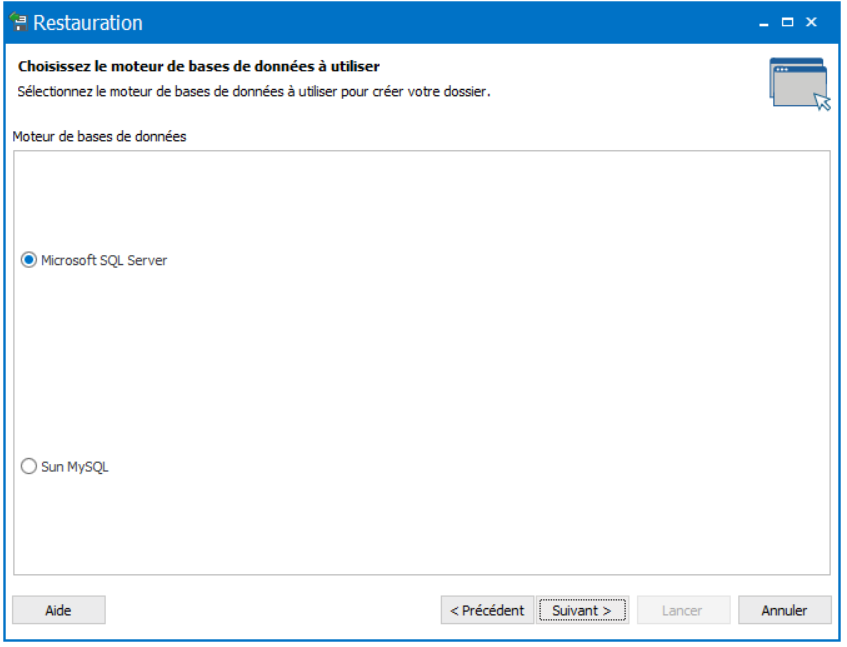 Restauration
Choisissez le moteur de bases de données à utiliser
Sélectionnez le moteur de bases de données à utiliser pour créer votre dossier.
Moteur de bases de données
Microsoft SQL Server
Sun MySQL
Aide < Précédent Suivant > Lancer Annuler